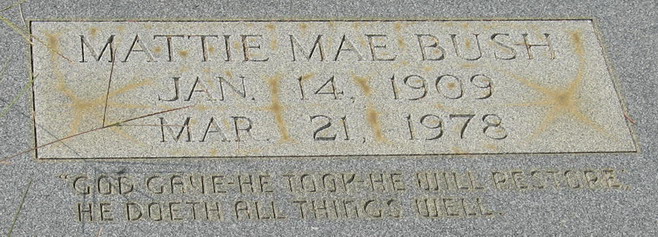 MATTIE MAE BUSH
JAN. 14, 1909
MAR. 21, 1978
"GOD GAVE-HE TOOK-HE WILL RESTORE,
HE DOETH ALL THINGS WELL.